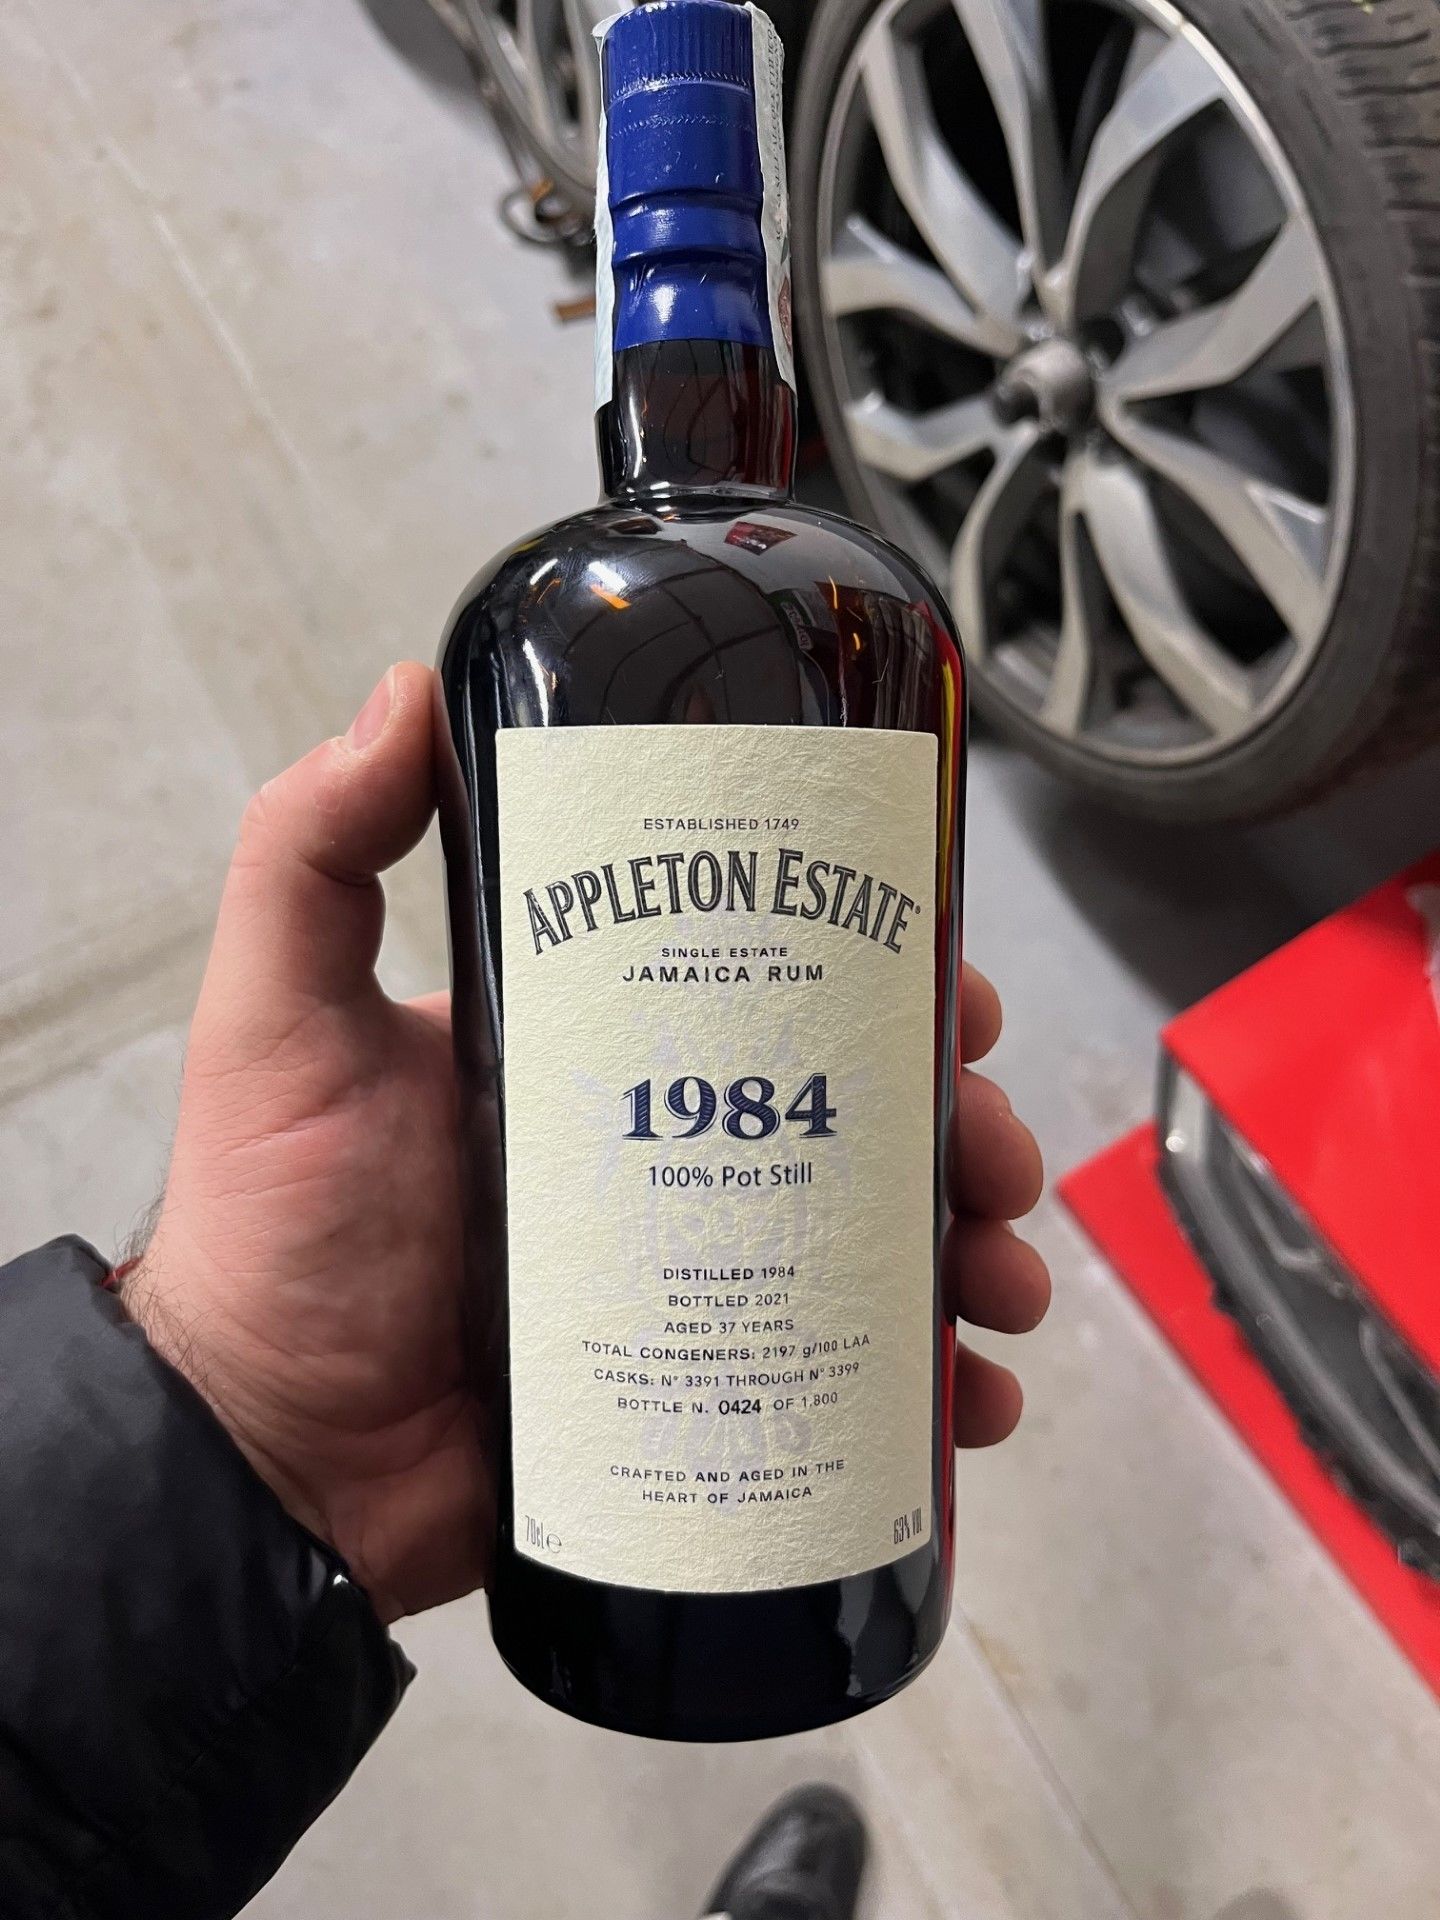 ESTABLISHED 1749
APPLETON ESTATE®
SINGLE ESTATE
JAMAICA RUM
1984
100% Pot Still
DISTILLED 1984
BOTTLED 2021
AGED 37 YEARS
TOTAL CONGENERS: 2197 g/100 LAA
CASKS: N° 3391 THROUGH N° 3399
BOTTLE N. 0424 OF 1,800
CRAFTED AND AGED IN THE
HEART OF JAMAICA
70cl e
63% VOL